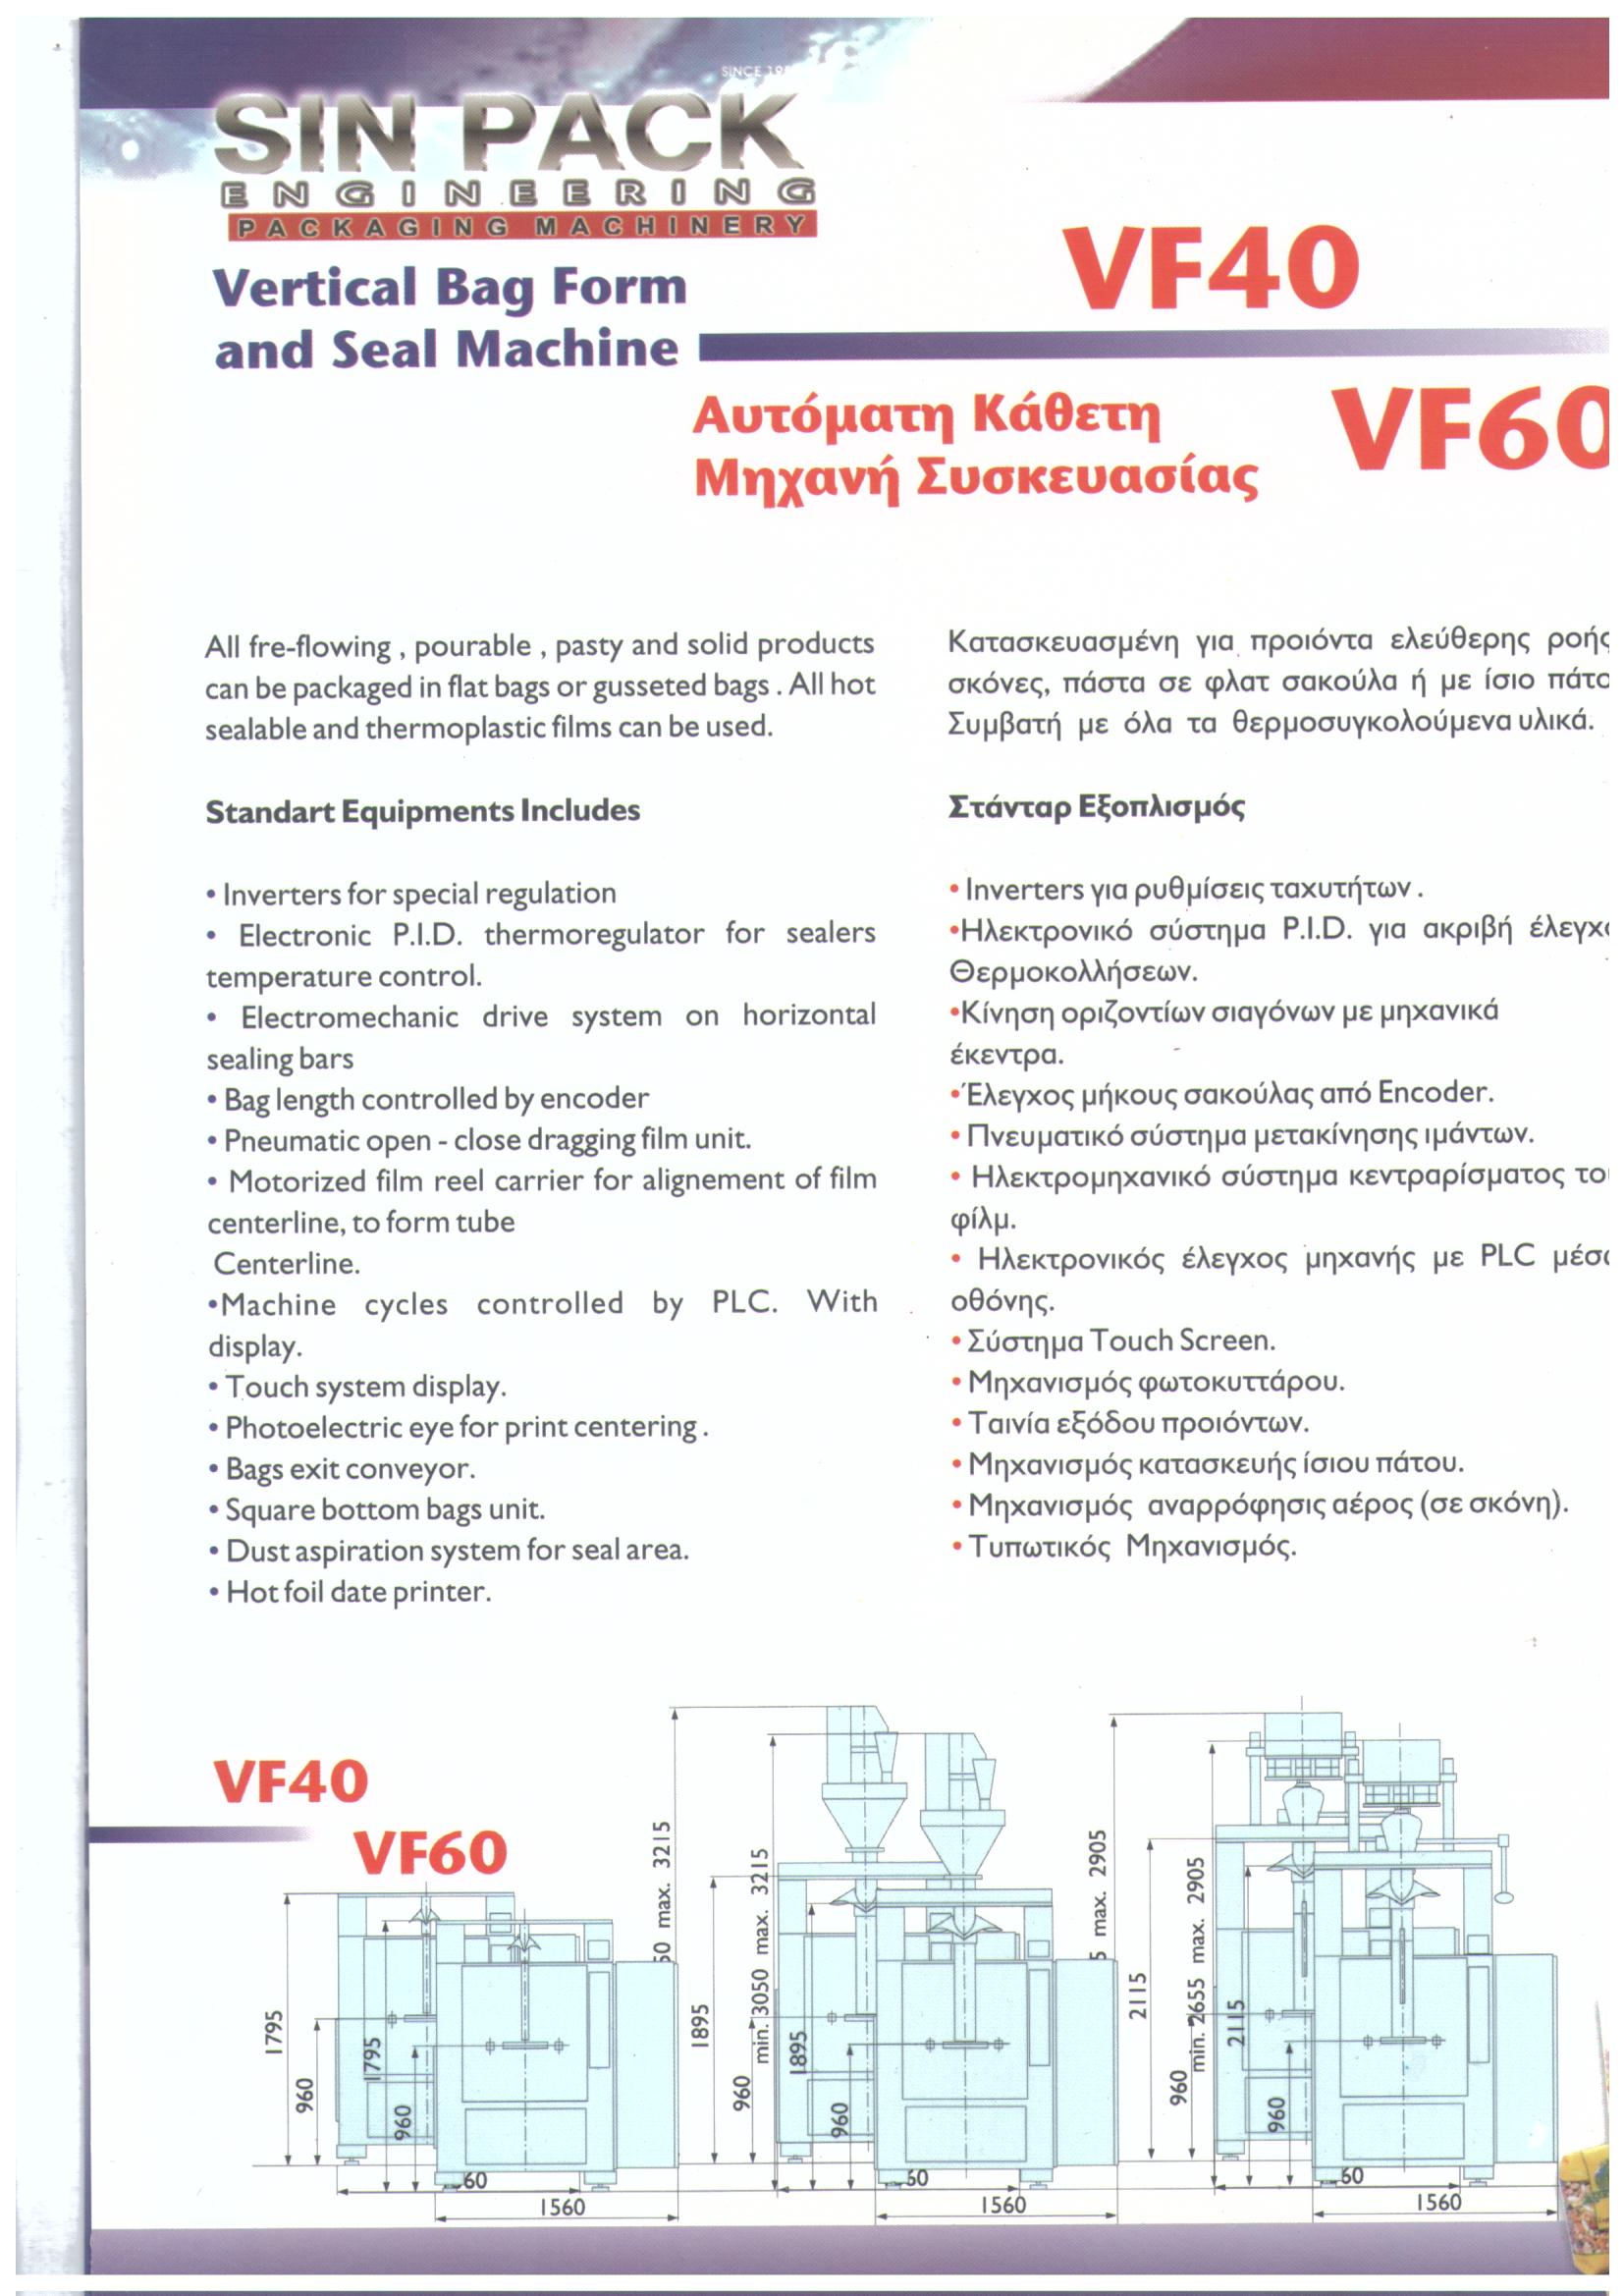 SINCE
SIN PACK
ENGINEERING
PACKAGING MACHINERY
Vertical Bag Form
and Seal Machine
VF40
Αυτόματη Κάθετη
Μηχανή Συσκευασίας
VF60
All fre-flowing , pourable , pasty and solid products
can be packaged in flat bags or gusseted bags . All hot
sealable and thermoplastic films can be used.
Standart Equipments Includes
• Inverters for special regulation
• Electronic P.I.D. thermoregulator for sealers
temperature control.
• Electromechanic drive system on horizontal
sealing bars
• Bag length controlled by encoder
• Pneumatic open - close dragging film unit.
• Motorized film reel carrier for alignement of film
centerline, to form tube
Centerline.
•Machine cycles controlled by PLC. With
display.
• Touch system display.
• Photoelectric eye for print centering .
• Bags exit conveyor.
• Square bottom bags unit.
• Dust aspiration system for seal area.
• Hot foil date printer.
Κατασκευασμένη για προιόντα ελεύθερης ροής
σκόνες, πάστα σε φλατ σακούλα ή με ίσιο πάτο
Συμβατή με όλα τα θερμοσυγκολούμενα υλικά.
Στάνταρ Εξοπλισμός
• Inverters για ρυθμίσεις ταχυτήτων .
•Ηλεκτρονικό σύστημα P.I.D. για ακριβή έλεγχο
Θερμοκολλήσεων.
•Κίνηση οριζοντίων σιαγόνων με μηχανικά
έκεντρα.
•Έλεγχος μήκους σακούλας από Encoder.
• Πνευματικό σύστημα μετακίνησης ιμάντων.
• Ηλεκτρομηχανικό σύστημα κεντραρίσματος του
φίλμ.
• Ηλεκτρονικός έλεγχος μηχανής με PLC μέσω
οθόνης.
• Σύστημα Touch Screen.
• Μηχανισμός φωτοκυττάρου.
• Ταινία εξόδου προιόντων.
• Μηχανισμός κατασκευής ίσιου πάτου.
• Μηχανισμός αναρρόφησις αέρος (σε σκόνη).
• Τυπωτικός Μηχανισμός.
VF40
VF60
1795
960
1795
960
60
1560
50 max. 3215
1895
960
min. 3050 max. 3215
1895
960
60
1560
5 max. 2905
2115
960
min. 2655 max. 2905
2115
960
60
1560